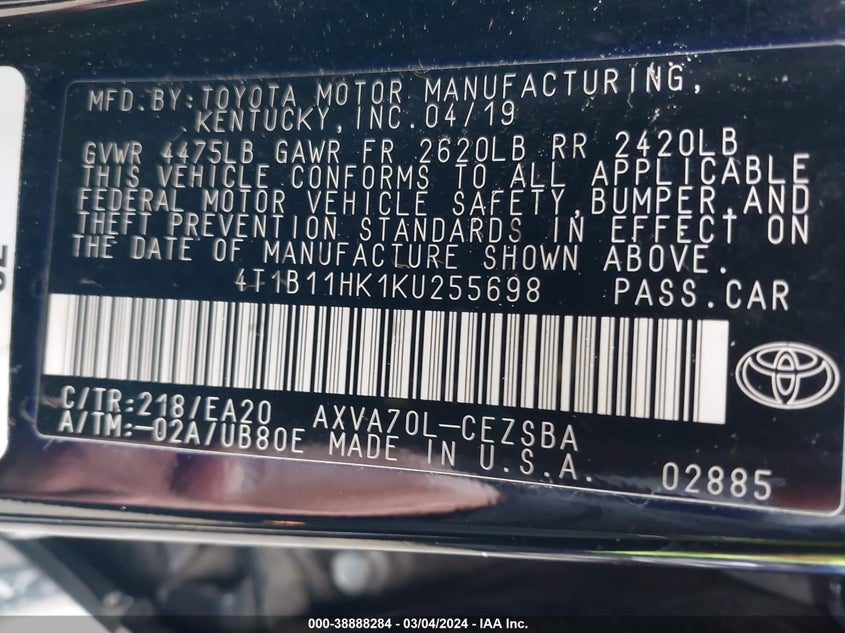 MFD.BY:TOYOTA MOTOR MANUFACTURING,
KENTUCKY,INC.04/19
GVWR 4475LB GAWR FR 2620LB RR 2420LB
THIS VEHICLE CONFORMS TO ALL APPLICABLE
FEDERAL MOTOR VEHICLE SAFETY,BUMPER,AND
THEFT PREVENTION STANDARDS IN EFFECT ON
THE DATE OF MANUFACTURE SHOWN ABOVE.
4T1B11HK1KU255698 PASS.CAR
C/TR:218/EA20 AXVA70L-CEZSBA
A/TM:-02A/UB80E MADE IN U.S.A.
02885
000-38888284 - 03/04/2024 - IAA Inc.